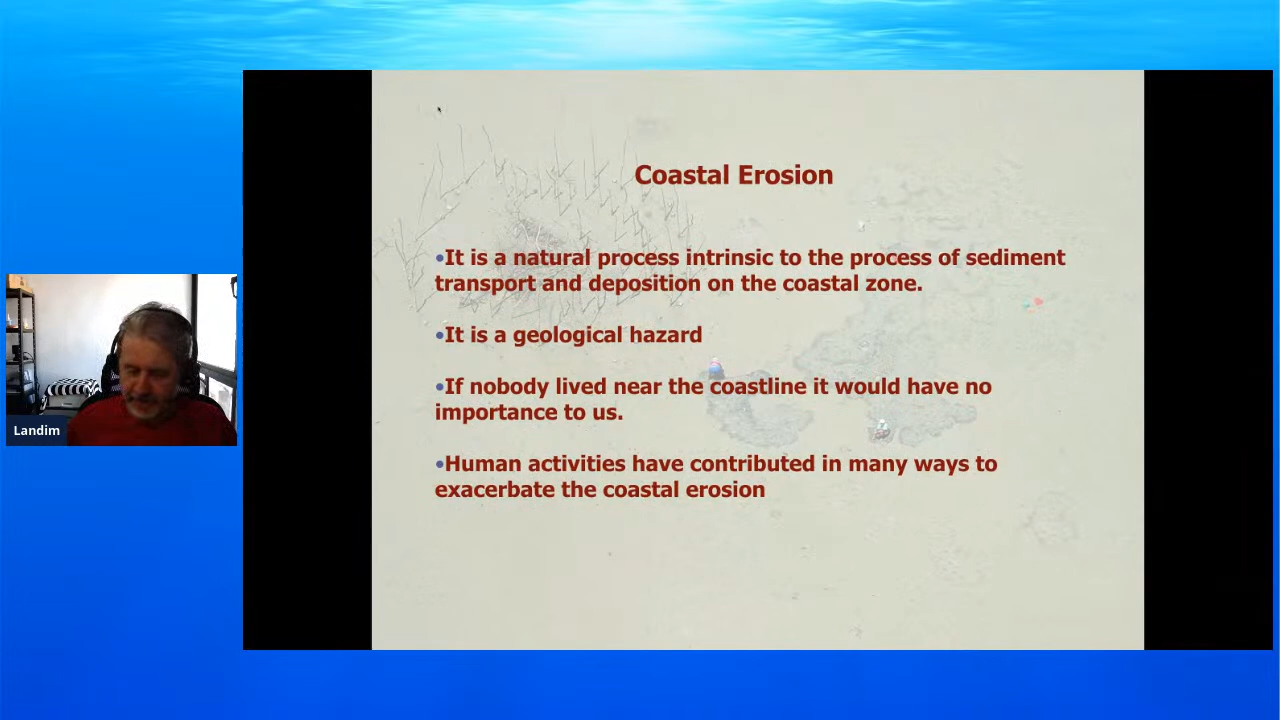 Coastal Erosion
•It is a natural process intrinsic to the process of sediment
transport and deposition on the coastal zone.
•It is a geological hazard
•If nobody lived near the coastline it would have no
importance to us.
•Human activities have contributed in many ways to
exacerbate the coastal erosion
Landim